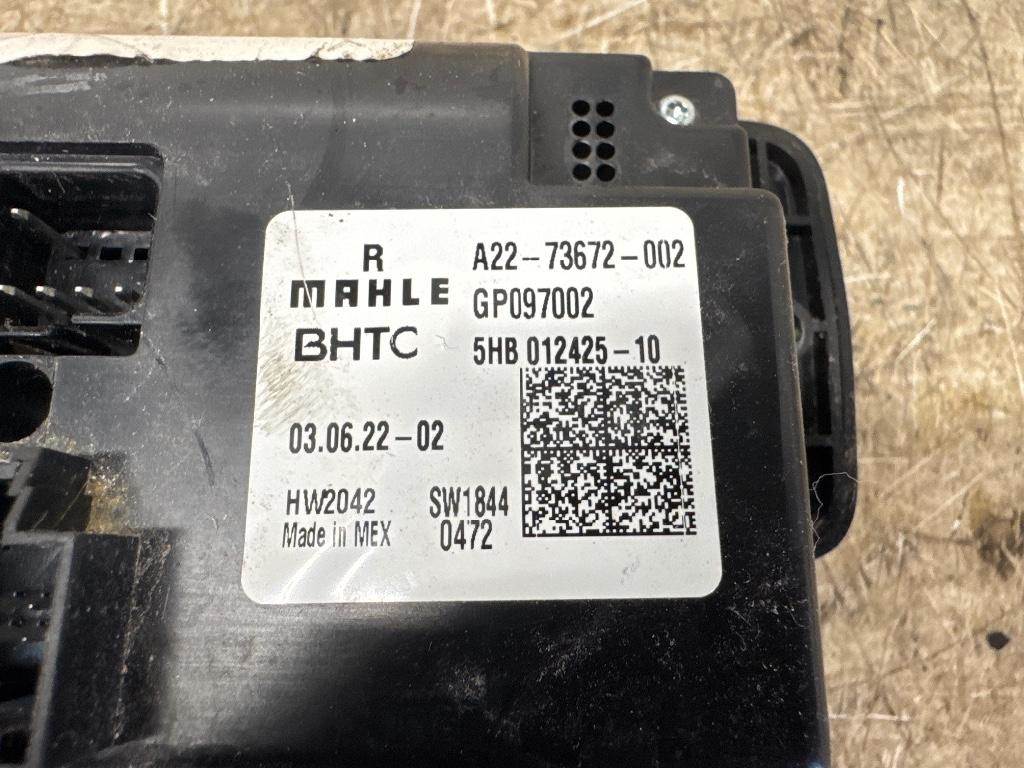 R
MAHLE
BHTC
A22-73672-002
GP097002
5HB 012425-10
03.06.22-02
HW2042
Made in MEX
SW1844
0472